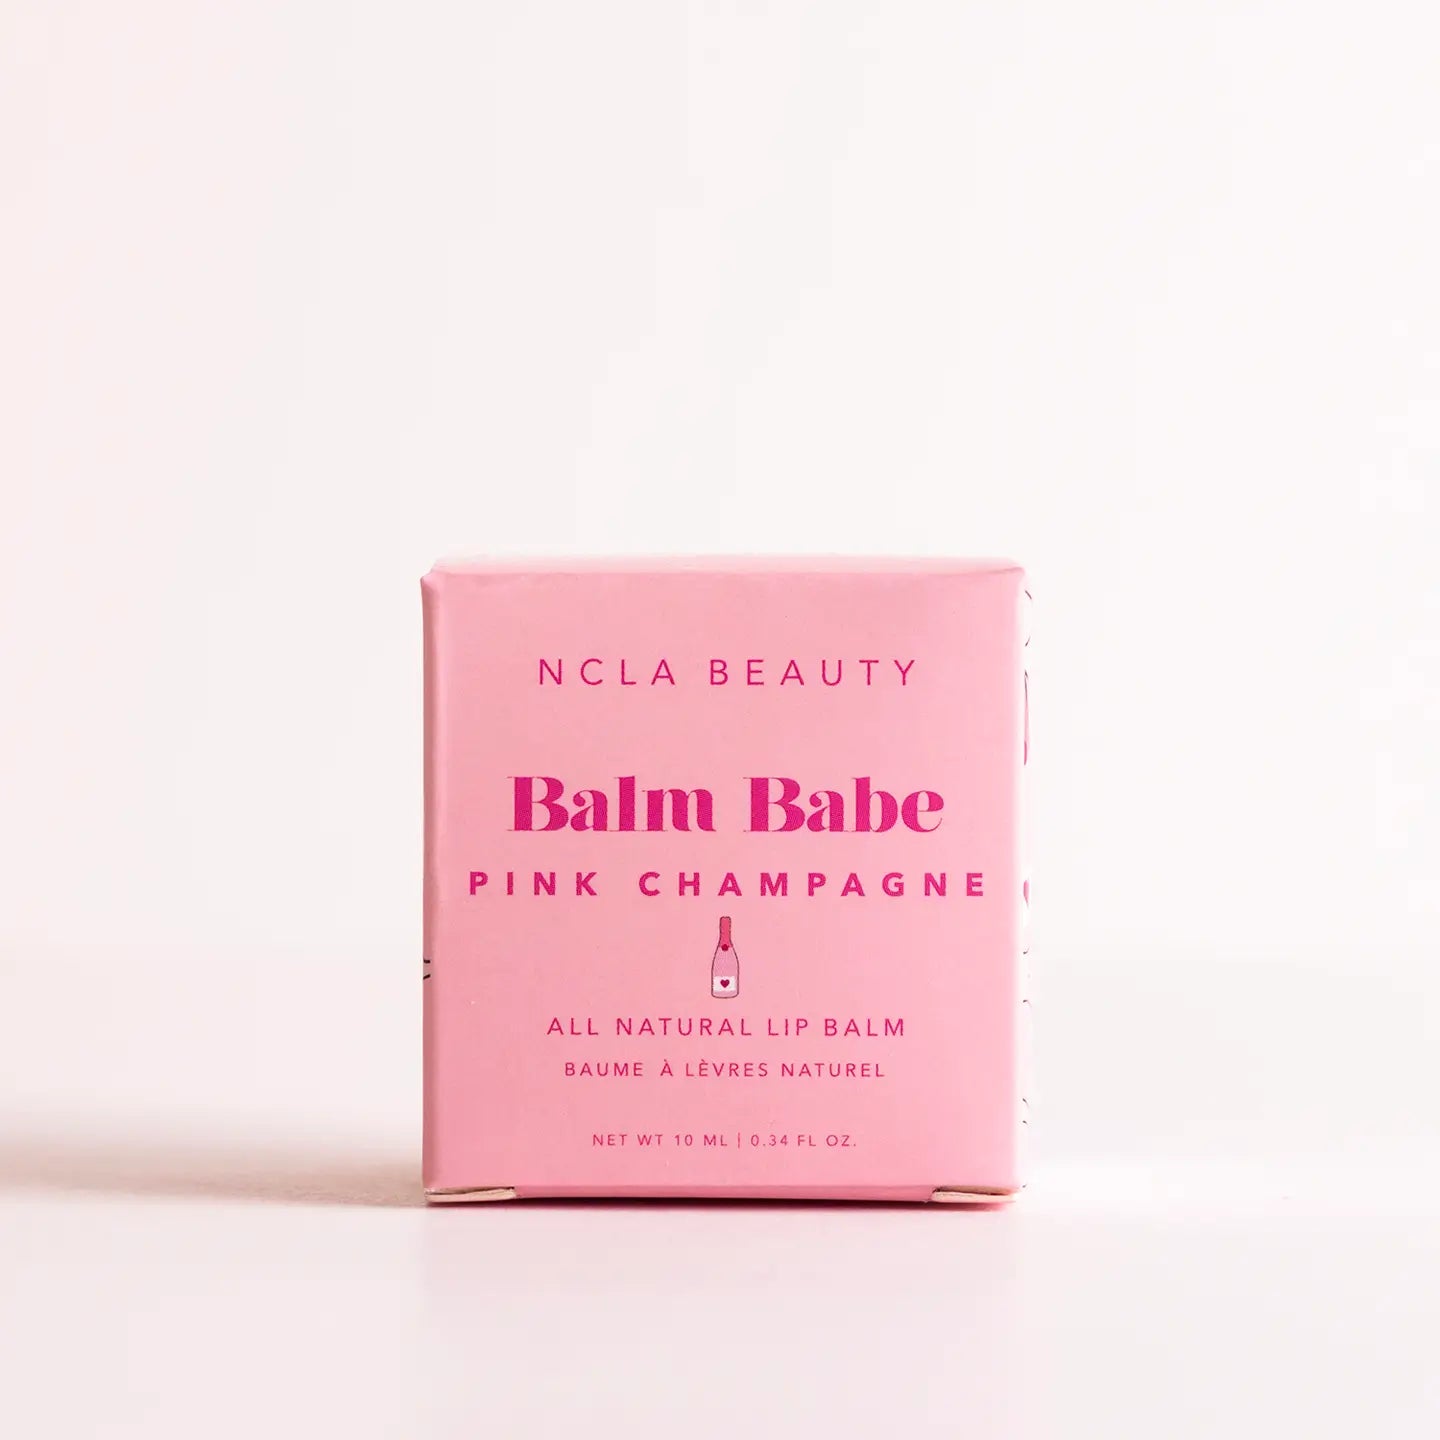 NCLA BEAUTY
Balm Babe
PINK CHAMPAGNE
ALL NATURAL LIP BALM
BAUME À LÈVRES NATUREL
NET WT 10 ML | 0.34 FL OZ.